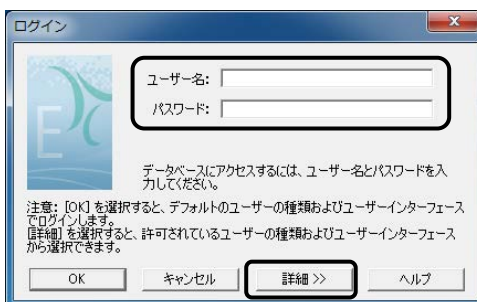 ログイン
ユーザー名:
パスワード:
データベースにアクセスするには、ユーザー名とパスワードを入
力してください。
注意: [OK] を選択すると、デフォルトのユーザーの種類およびユーザーインターフェース
でログインします。
[詳細] を選択すると、許可されているユーザーの種類およびユーザーインターフェース
から選択できます。
OK キャンセル 詳細 >> ヘルプ